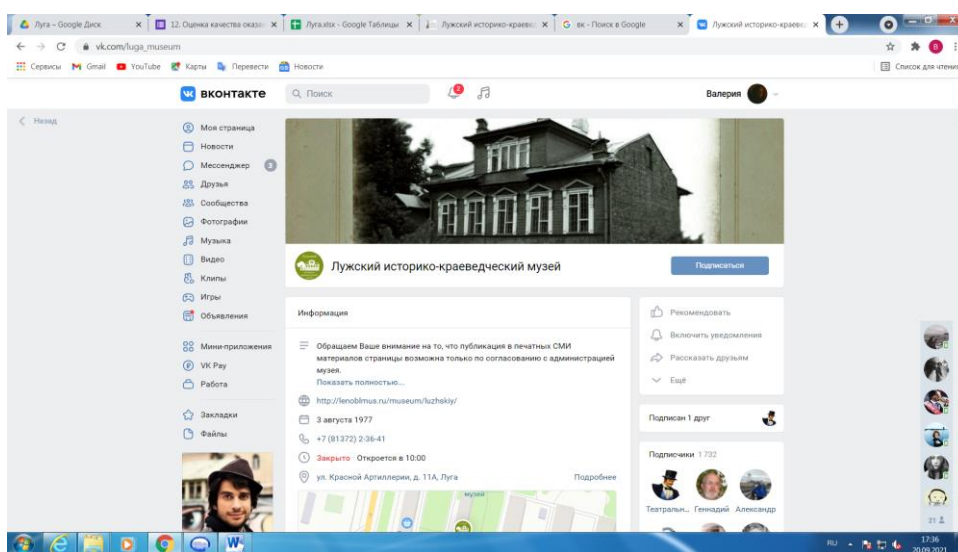 Луга – Google Диск
12. Оценка качества оказан
Луга.xlsx - Google Таблицы
Лужский историко-краевед
вк - Поиск в Google
Лужский историко-краевед
vk.com/luga_museum
В
Сервисы
Gmail
YouTube
Карты
Перевести
Новости
Список для чтения
вконтакте
Поиск
Валерия
Назад
Моя страница
Новости
Мессенджер 3
Друзья
Сообщества
Фотографии
Музыка
Видео
Клипы
Игры
Объявления
Мини-приложения
VK Pay
Работа
Закладки
Файлы
Лужский историко-краеведческий музей
Подписаться
Информация
Обращаем Ваше внимание на то, что публикация в печатных СМИ
материалов страницы возможна только по согласованию с администрацией
музея.
Показать полностью...
http://lenoblmus.ru/museum/luzhskiy/
3 августа 1977
+7 (81372) 2-36-41
Закрыто · Откроется в 10:00
ул. Красной Артиллерии, д. 11А, Луга
Подробнее
музей
Рекомендовать
Включить уведомления
Рассказать друзьям
Ещё
Подписан 1 друг
Подписчики 1 732
Театральн...
Геннадий
Александр
21
RU
17:36
20.09.2021